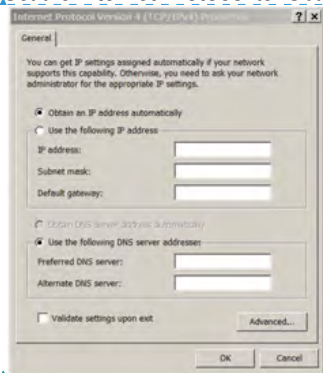 Internet Protocol Version 4 (TCP/IPv4) Properties
? x
General
You can get IP settings assigned automatically if your network
supports this capability. Otherwise, you need to ask your network
administrator for the appropriate IP settings.
Obtain an IP address automatically
Use the following IP address
IP address:
Subnet mask:
Default gateway:
Obtain DNS server address automatically
Use the following DNS server addresses
Preferred DNS server:
Alternate DNS server:
Validate settings upon exit
Advanced...
OK Cancel